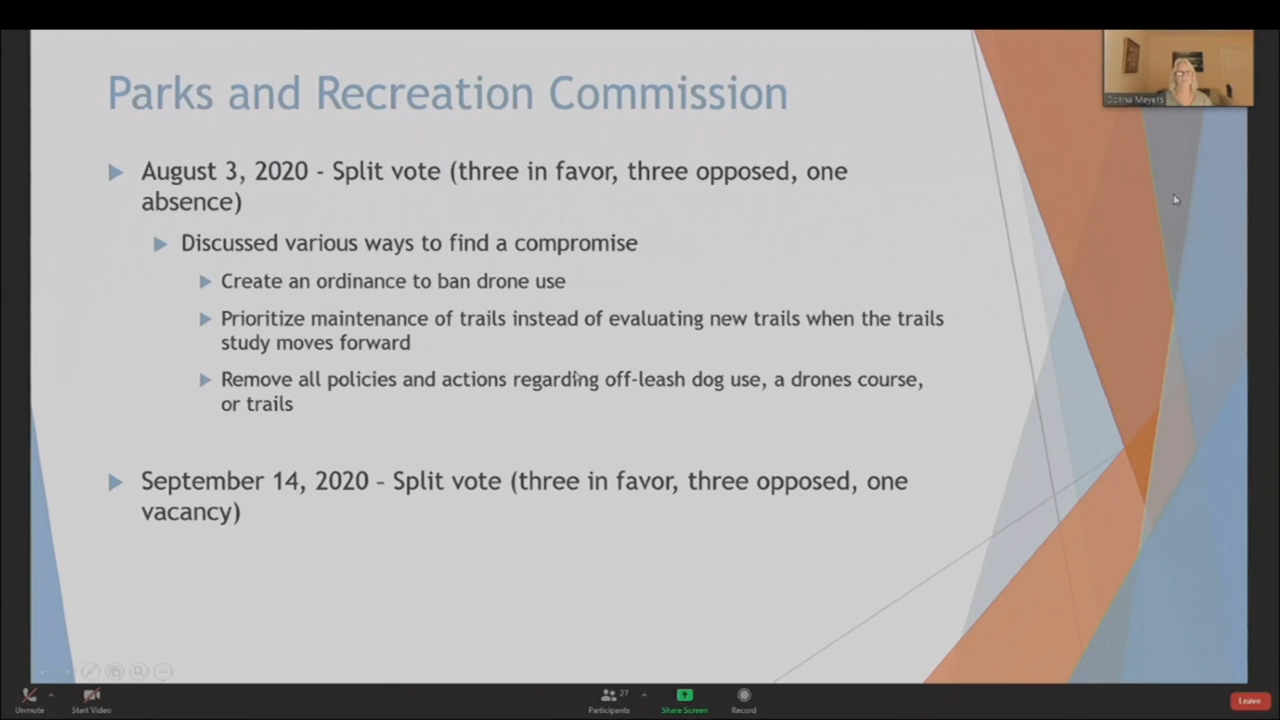 Parks and Recreation Commission
Donna Meyers
August 3, 2020 - Split vote (three in favor, three opposed, one
absence)
Discussed various ways to find a compromise
Create an ordinance to ban drone use
Prioritize maintenance of trails instead of evaluating new trails when the trails
study moves forward
Remove all policies and actions regarding off-leash dog use, a drones course,
or trails
September 14, 2020 – Split vote (three in favor, three opposed, one
vacancy)
Unmute
Start Video
27
Participants
Share Screen
Record
Leave